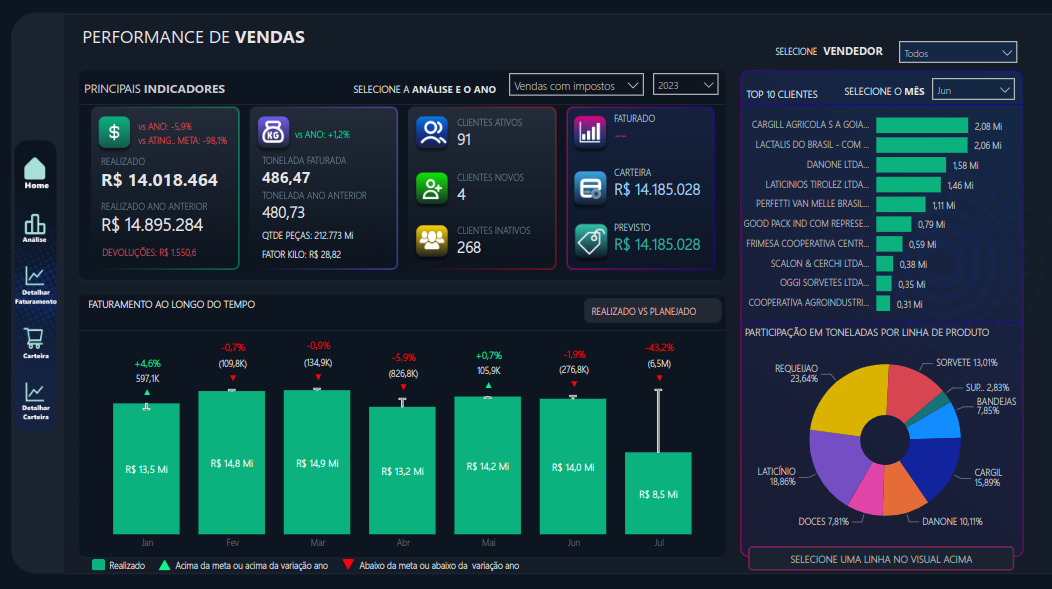 PERFORMANCE DE VENDAS
SELECIONE VENDEDOR
Todos
PRINCIPAIS INDICADORES
SELECIONE A ANÁLISE E O ANO
Vendas com impostos
2023
$
vs ANO: -5,9%
vs ATING.. META: -98,1%
REALIZADO
R$ 14.018.464
REALIZADO ANO ANTERIOR
R$ 14.895.284
DEVOLUÇÕES: R$ 1.550,6
KG
vs ANO: +1,2%
TONELADA FATURADA
486,47
TONELADA ANO ANTERIOR
480,73
QTDE PEÇAS: 212.773 Mi
FATOR KILO: R$ 28,82
CLIENTES ATIVOS
91
CLIENTES NOVOS
4
CLIENTES INATIVOS
268
FATURADO
--
CARTEIRA
R$ 14.185.028
PREVISTO
R$ 14.185.028
TOP 10 CLIENTES
SELECIONE O MÊS
Jun
CARGILL AGRICOLA S A GOIA... 2,08 Mi
LACTALIS DO BRASIL - COM ... 2,06 Mi
DANONE LTDA... 1,58 Mi
LATICINIOS TIROLEZ LTDA... 1,46 Mi
PERFETTI VAN MELLE BRASIL... 1,11 Mi
GOOD PACK IND COM REPRESE... 0,79 Mi
FRIMESA COOPERATIVA CENTR... 0,59 Mi
SCALON & CERCHI LTDA... 0,38 Mi
OGGI SORVETES LTDA... 0,35 Mi
COOPERATIVA AGROINDUSTRI... 0,31 Mi
Home
Análise
Detalhar
Faturamento
Carteira
Detalhar
Carteira
FATURAMENTO AO LONGO DO TEMPO
REALIZADO VS PLANEJADO
+4,6% -0,7% -0,9% -5,9% +0,7% -1,9% -43,2%
597,1K (109,8K) (134,9K) (826,8K) 105,9K (276,8K) (6,5M)
R$ 13,5 Mi R$ 14,8 Mi R$ 14,9 Mi R$ 13,2 Mi R$ 14,2 Mi R$ 14,0 Mi R$ 8,5 Mi
Jan Fev Mar Abr Mai Jun Jul
Realizado Acima da meta ou acima da variação ano Abaixo da meta ou abaixo da variação ano
PARTICIPAÇÃO EM TONELADAS POR LINHA DE PRODUTO
SORVETE 13,01%
SUP... 2,83%
BANDEJAS
7,85%
CARGIL
15,89%
DANONE 10,11%
DOCES 7,81%
LATICÍNIO
18,86%
REQUEIJAO
23,64%
SELECIONE UMA LINHA NO VISUAL ACIMA